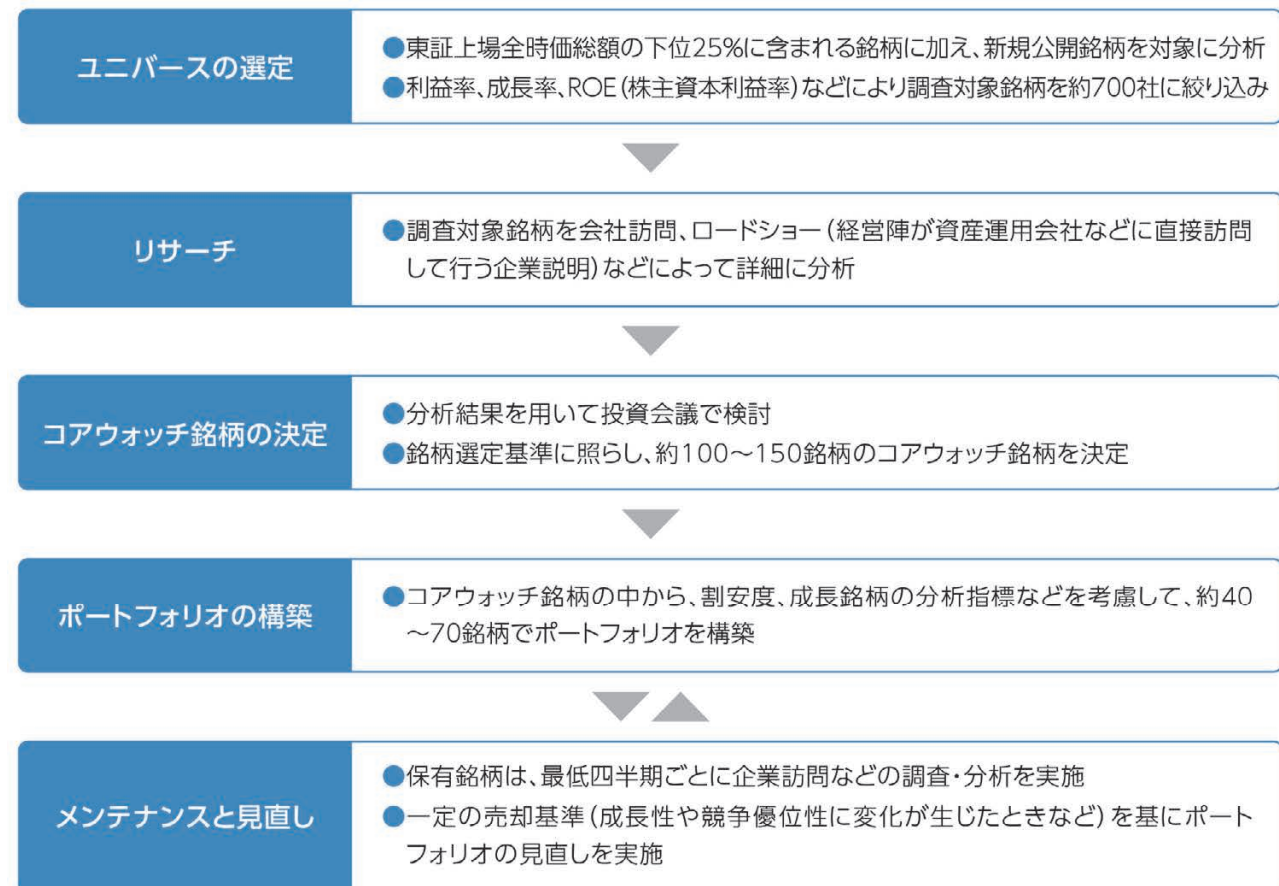 ユニバースの選定
●東証上場全時価総額の下位25%に含まれる銘柄に加え、新規公開銘柄を対象に分析
●利益率、成長率、ROE(株主資本利益率)などにより調査対象銘柄を約700社に絞り込み
リサーチ
●調査対象銘柄を会社訪問、ロードショー(経営陣が資産運用会社などに直接訪問
して行う企業説明)などによって詳細に分析
コアウォッチ銘柄の決定
●分析結果を用いて投資会議で検討
●銘柄選定基準に照らし、約100〜150銘柄のコアウォッチ銘柄を決定
ポートフォリオの構築
●コアウォッチ銘柄の中から、割安度、成長銘柄の分析指標などを考慮して、約40
〜70銘柄でポートフォリオを構築
メンテナンスと見直し
●保有銘柄は、最低四半期ごとに企業訪問などの調査・分析を実施
●一定の売却基準(成長性や競争優位性に変化が生じたときなど)を基にポート
フォリオの見直しを実施